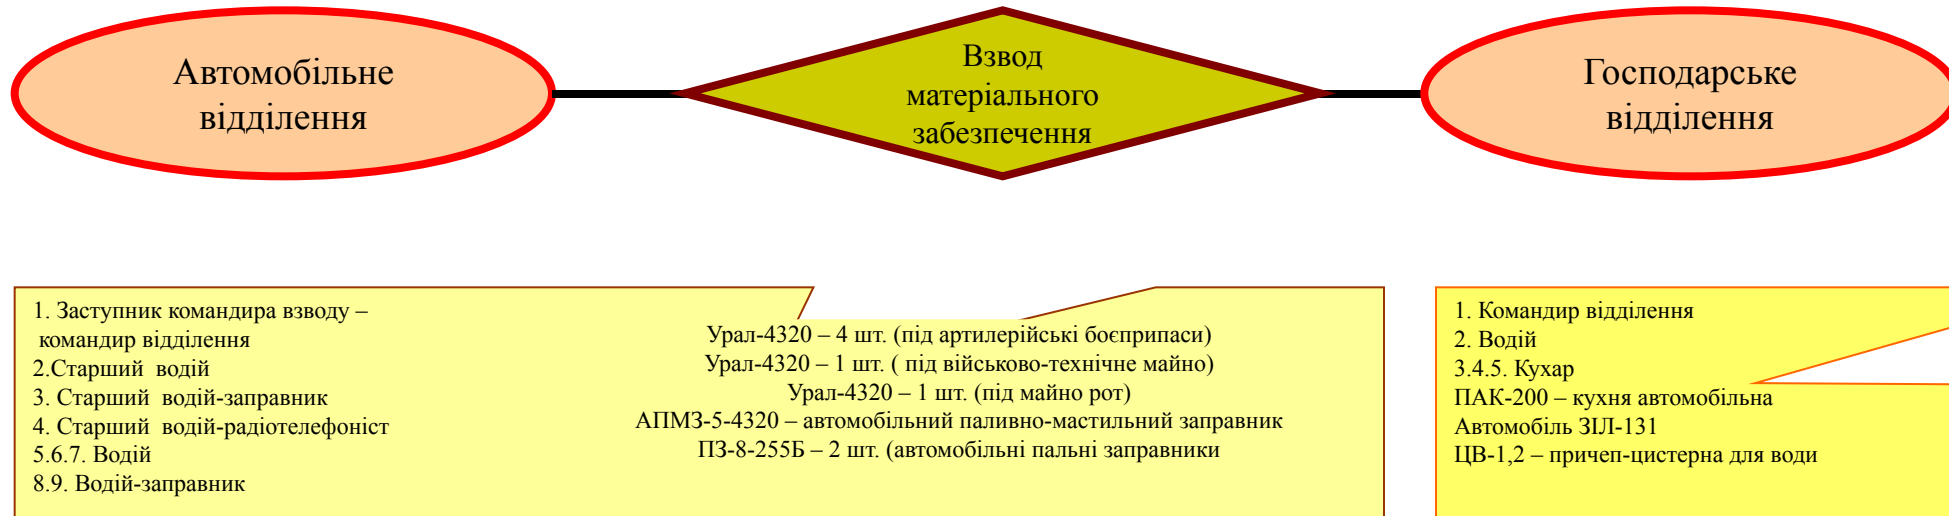 Автомобільне
відділення
Взвод
матеріального
забезпечення
Господарське
відділення
1. Заступник командира взводу –
командир відділення
2.Старший водій
3. Старший водій-заправник
4. Старший водій-радіотелефоніст
5.6.7. Водій
8.9. Водій-заправник
Урал-4320 – 4 шт. (під артилерійські боєприпаси)
Урал-4320 – 1 шт. ( під військово-технічне майно)
Урал-4320 – 1 шт. (під майно рот)
АПМЗ-5-4320 – автомобільний паливно-мастильний заправник
ПЗ-8-255Б – 2 шт. (автомобільні пальні заправники
1. Командир відділення
2. Водій
3.4.5. Кухар
ПАК-200 – кухня автомобільна
Автомобіль ЗІЛ-131
ЦВ-1,2 – причеп-цистерна для води